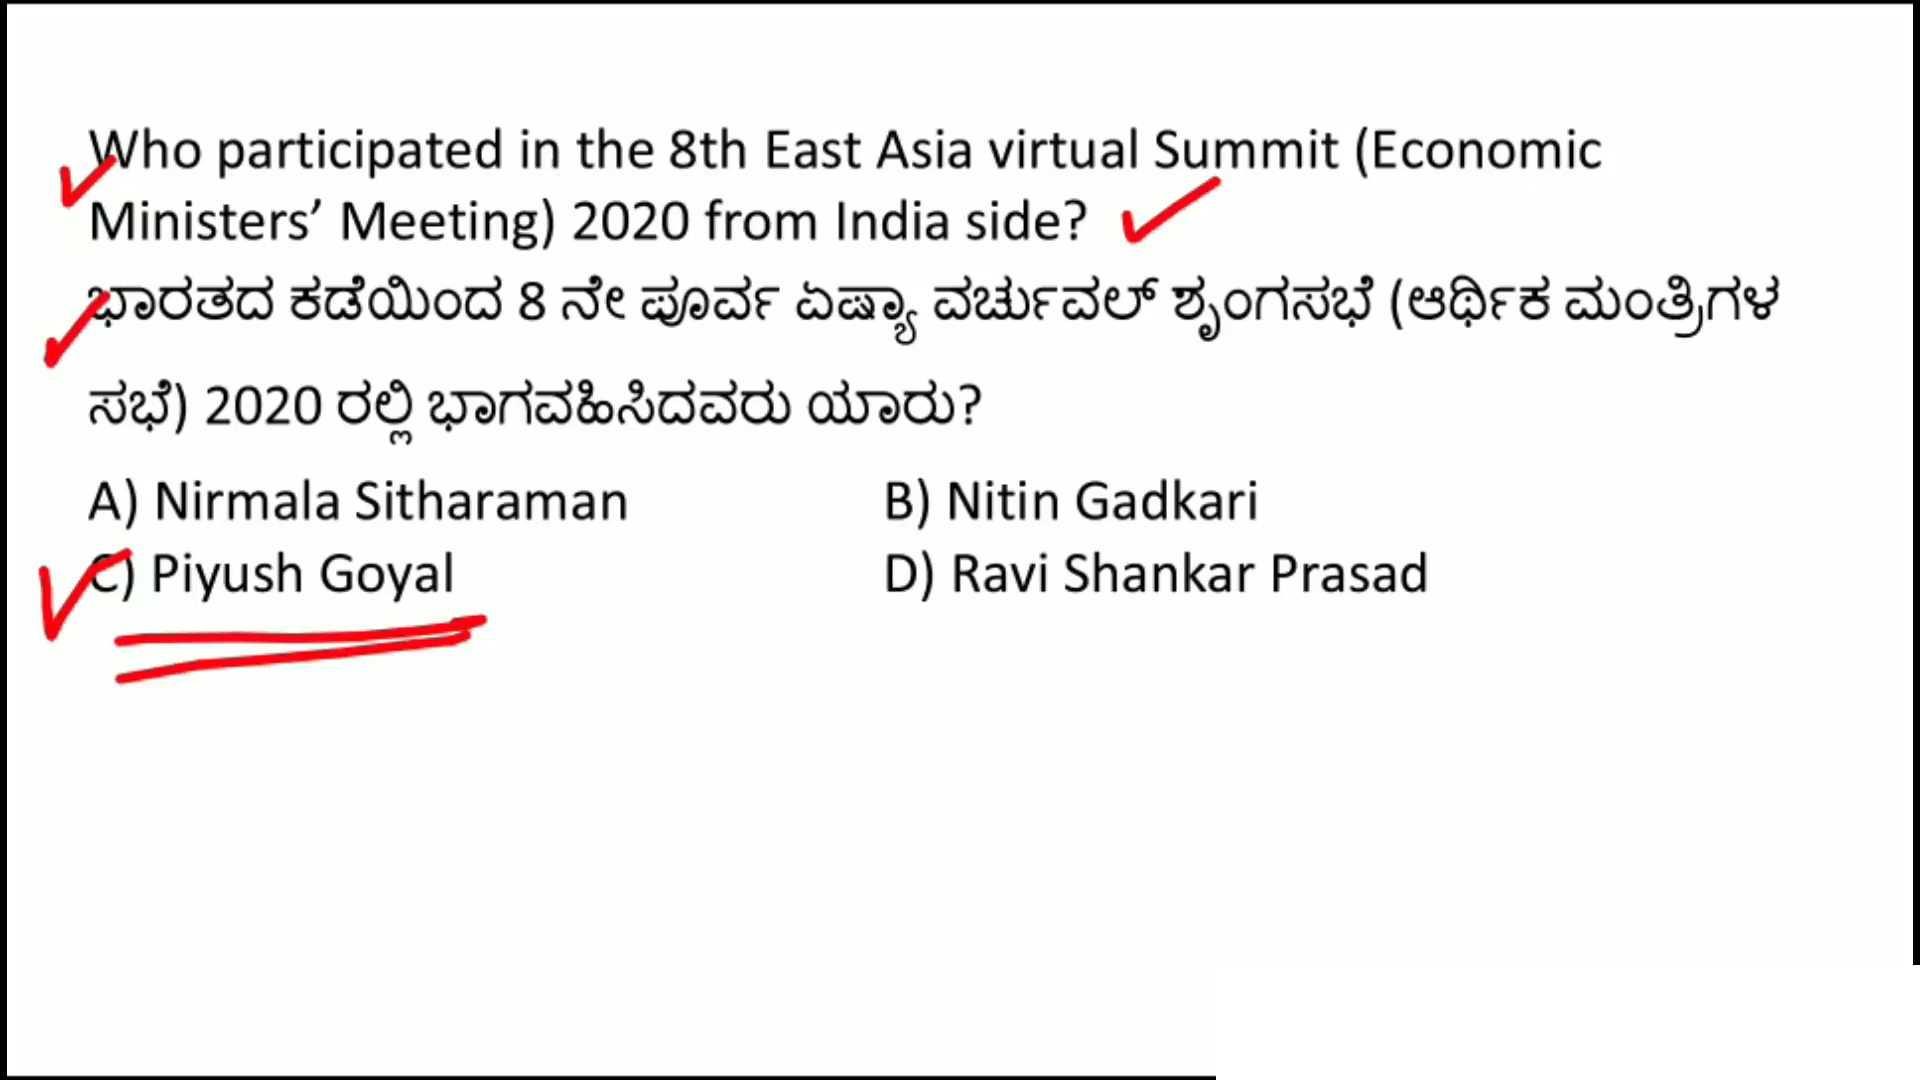 Who participated in the 8th East Asia virtual Summit (Economic
Ministers’ Meeting) 2020 from India side?
ಭಾರತದ ಕಡೆಯಿಂದ 8 ನೇ ಪೂರ್ವ ಏಷ್ಯಾ ವರ್ಚುವಲ್ ಶೃಂಗಸಭೆ (ಆರ್ಥಿಕ ಮಂತ್ರಿಗಳ
ಸಭೆ) 2020 ರಲ್ಲಿ ಭಾಗವಹಿಸಿದವರು ಯಾರು?
A) Nirmala Sitharaman B) Nitin Gadkari
C) Piyush Goyal D) Ravi Shankar Prasad